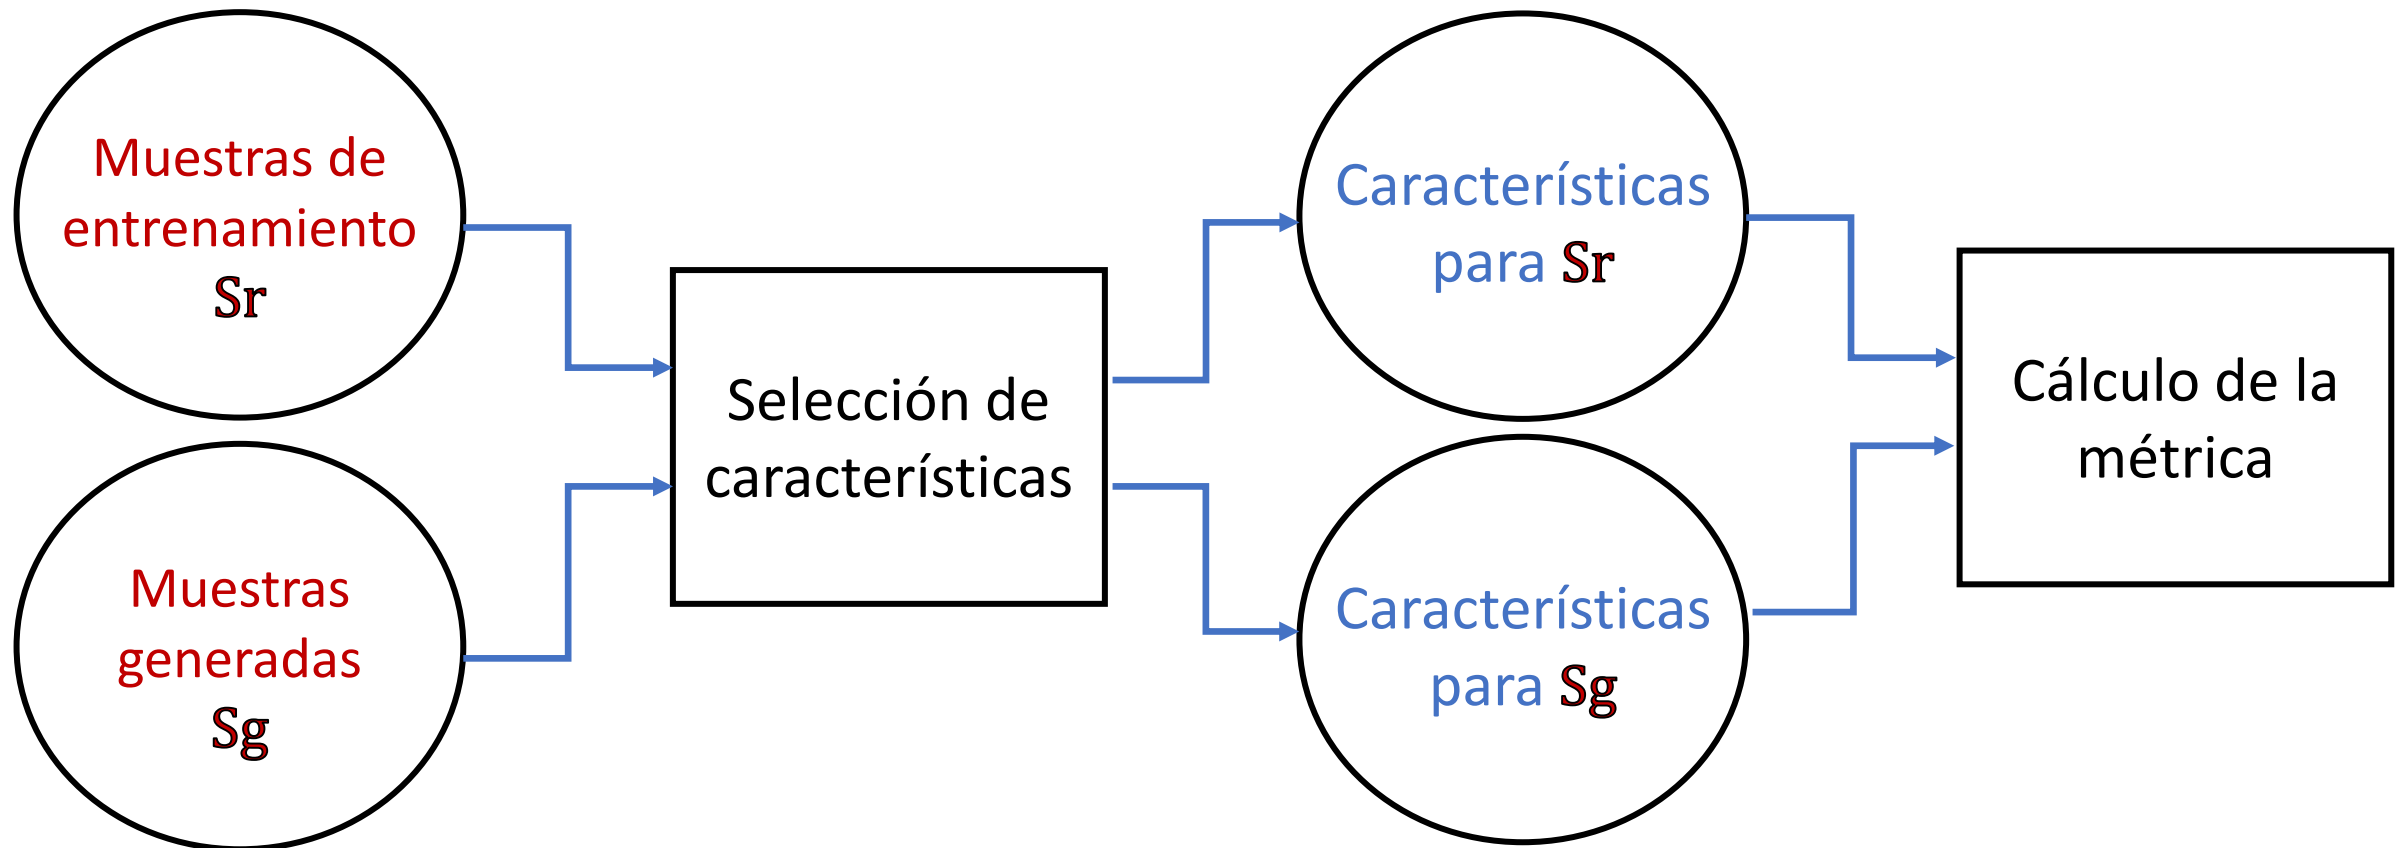 Muestras de
entrenamiento
Sr
Muestras
generadas
Sg
Selección de
características
Características
para Sr
Características
para Sg
Cálculo de la
métrica